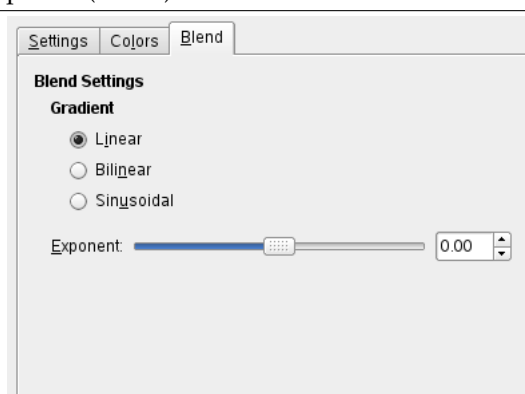 Settings Colors Blend
Blend Settings
Gradient
Linear
Bilinear
Sinusoidal
Exponent: 0.00